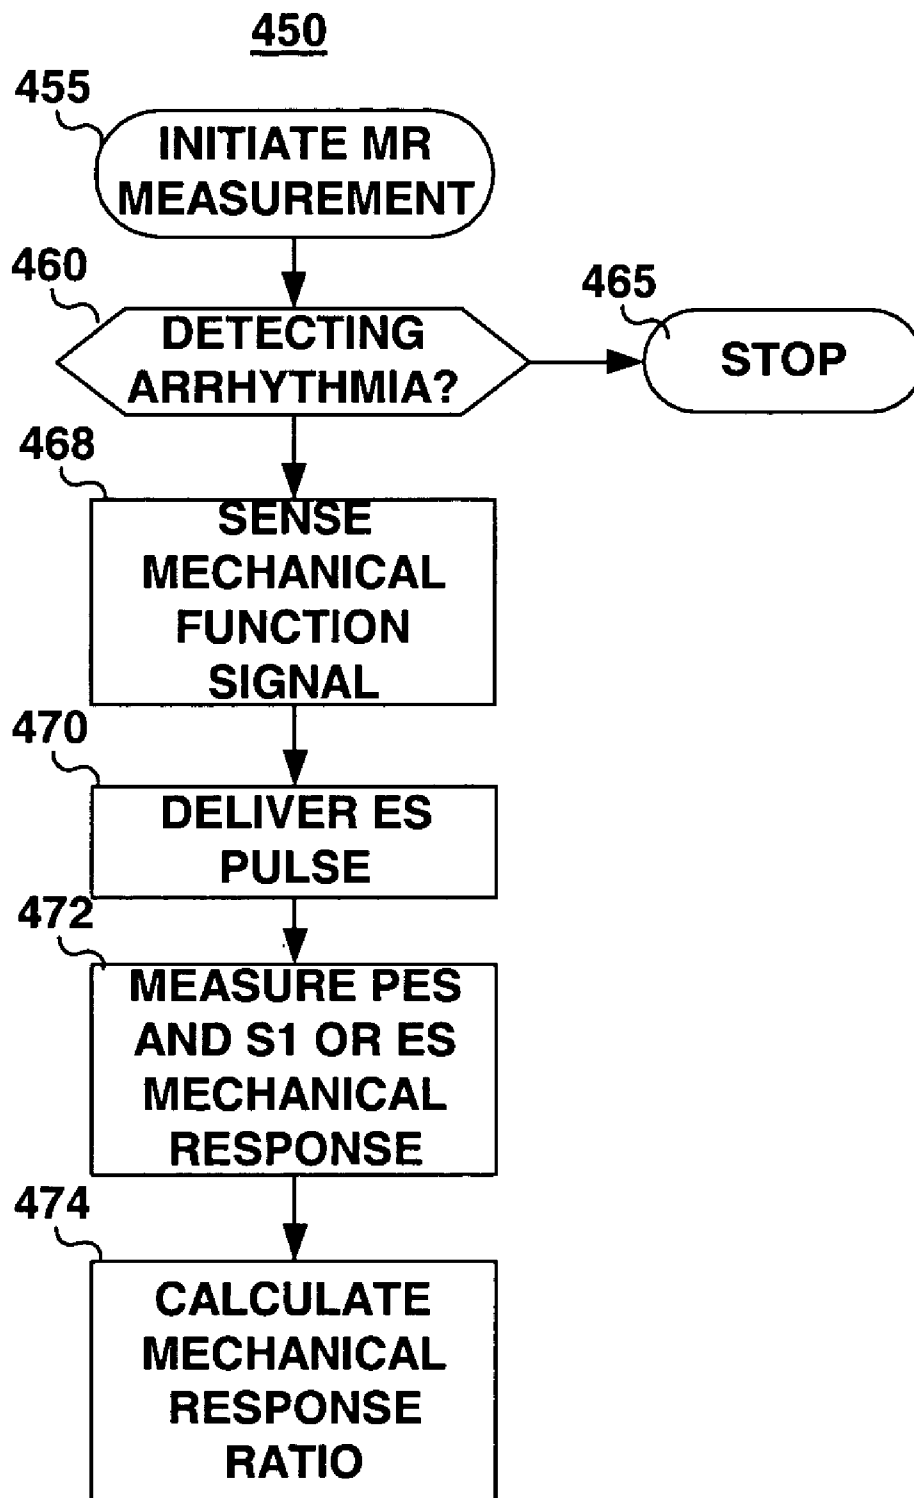 450
455
INITIATE MR
MEASUREMENT
460
DETECTING
ARRHYTHMIA?
465
STOP
468
SENSE
MECHANICAL
FUNCTION
SIGNAL
470
DELIVER ES
PULSE
472
MEASURE PES
AND S1 OR ES
MECHANICAL
RESPONSE
474
CALCULATE
MECHANICAL
RESPONSE
RATIO